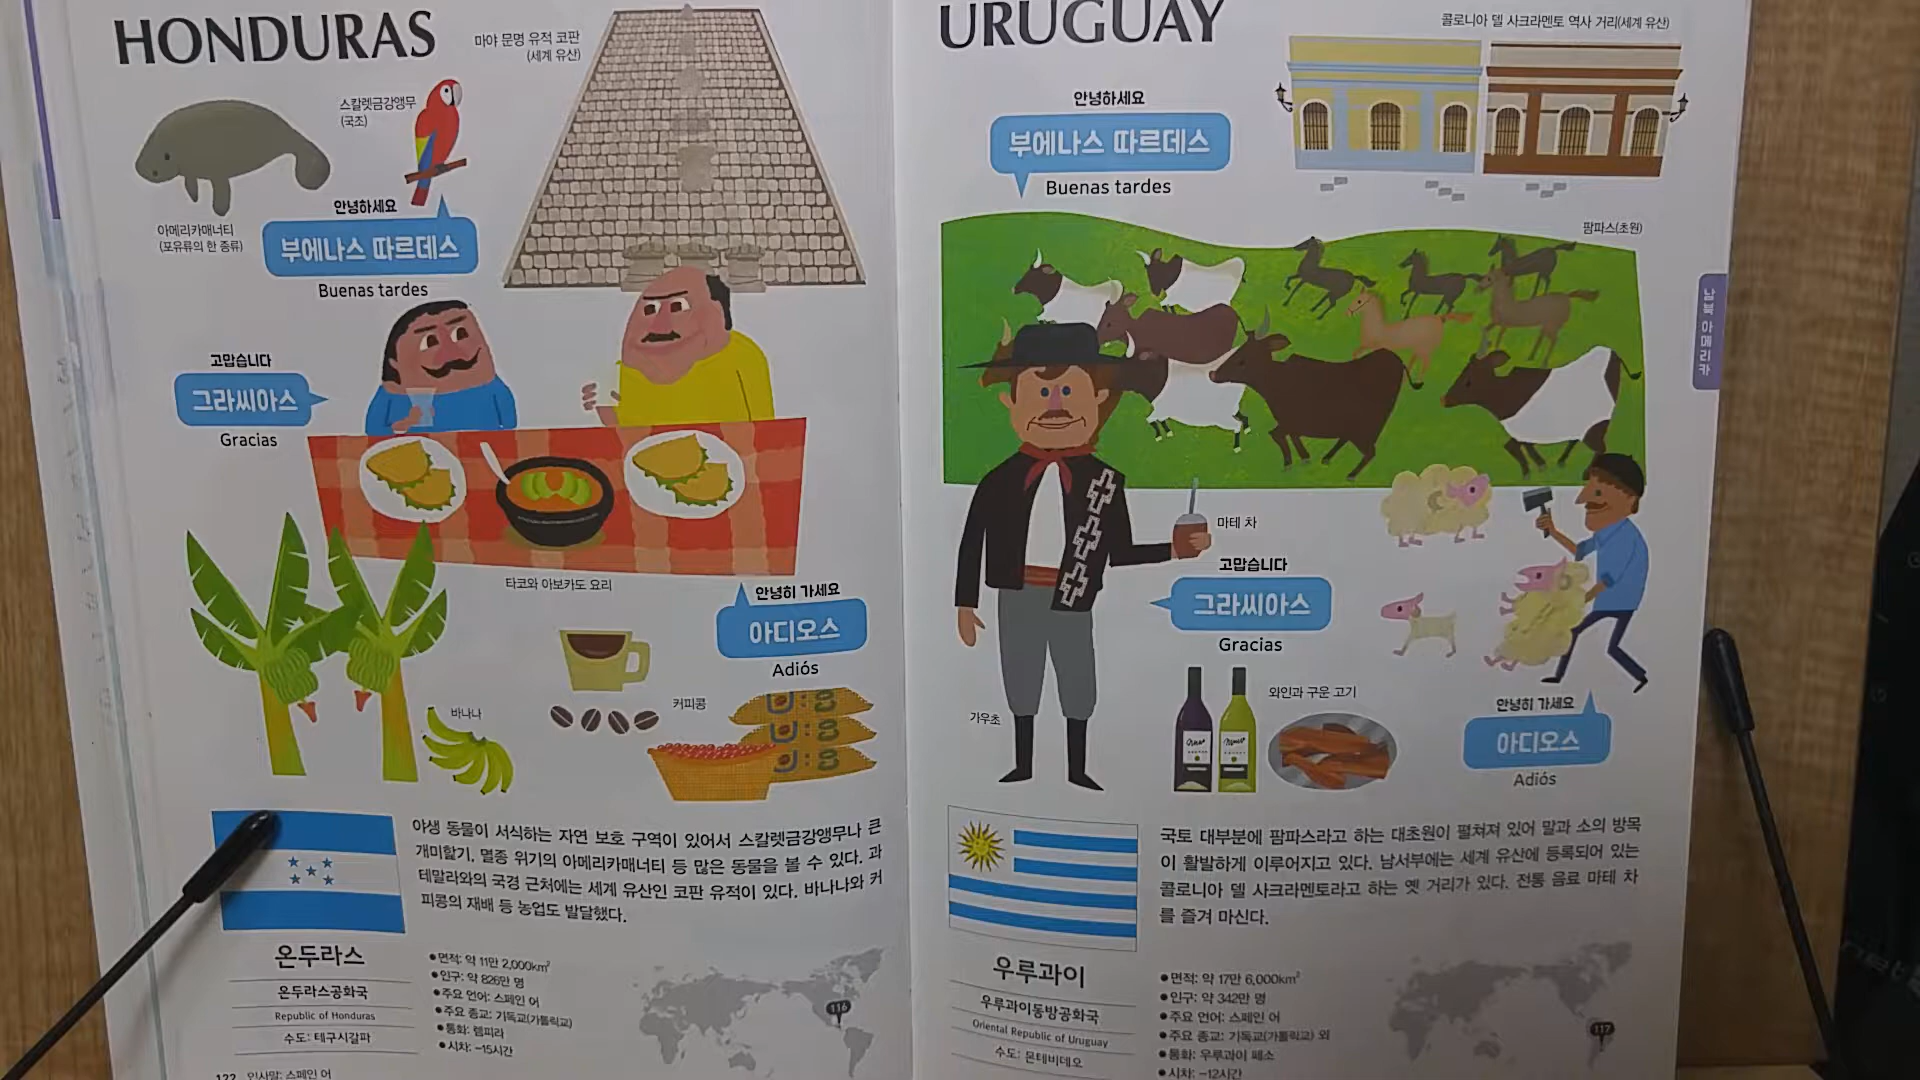 HONDURAS
마야 문명 유적 코판
(세계 유산)
스칼렛금강앵무
(국조)
아메리카매너티
(포유류의 한 종류)
안녕하세요
부에나스 따르데스
Buenas tardes
고맙습니다
그라씨아스
Gracias
타코와 아보카도 요리
안녕히 가세요
아디오스
Adiós
바나나
커피콩
야생 동물이 서식하는 자연 보호 구역이 있어서 스칼렛금강앵무나 큰
개미핥기, 멸종 위기의 아메리카매너티 등 많은 동물을 볼 수 있다. 과
테말라와의 국경 근처에는 세계 유산인 코판 유적이 있다. 바나나와 커
피콩의 재배 등 농업도 발달했다.
온두라스
온두라스공화국
Republic of Honduras
수도: 테구시갈파
•면적: 약 11만 2,000km²
•인구: 약 826만 명
•주요 언어: 스페인 어
•주요 종교: 기독교(가톨릭교)
•통화: 렘피라
•시차: -15시간
116
122 인사말: 스페인 어
URUGUAY
콜로니아 델 사크라멘토 역사 거리(세계 유산)
안녕하세요
부에나스 따르데스
Buenas tardes
팜파스(초원)
남북 아메리카
마테 차
고맙습니다
그라씨아스
Gracias
가우초
와인과 구운 고기
안녕히 가세요
아디오스
Adiós
국토 대부분에 팜파스라고 하는 대초원이 펼쳐져 있어 말과 소의 방목
이 활발하게 이루어지고 있다. 남서부에는 세계 유산에 등록되어 있는
콜로니아 델 사크라멘토라고 하는 옛 거리가 있다. 전통 음료 마테 차
를 즐겨 마신다.
우루과이
우루과이동방공화국
Oriental Republic of Uruguay
수도: 몬테비데오
•면적: 약 17만 6,000km²
•인구: 약 342만 명
•주요 언어: 스페인 어
•주요 종교: 기독교(가톨릭교) 외
•통화: 우루과이 페소
•시차: -12시간
117